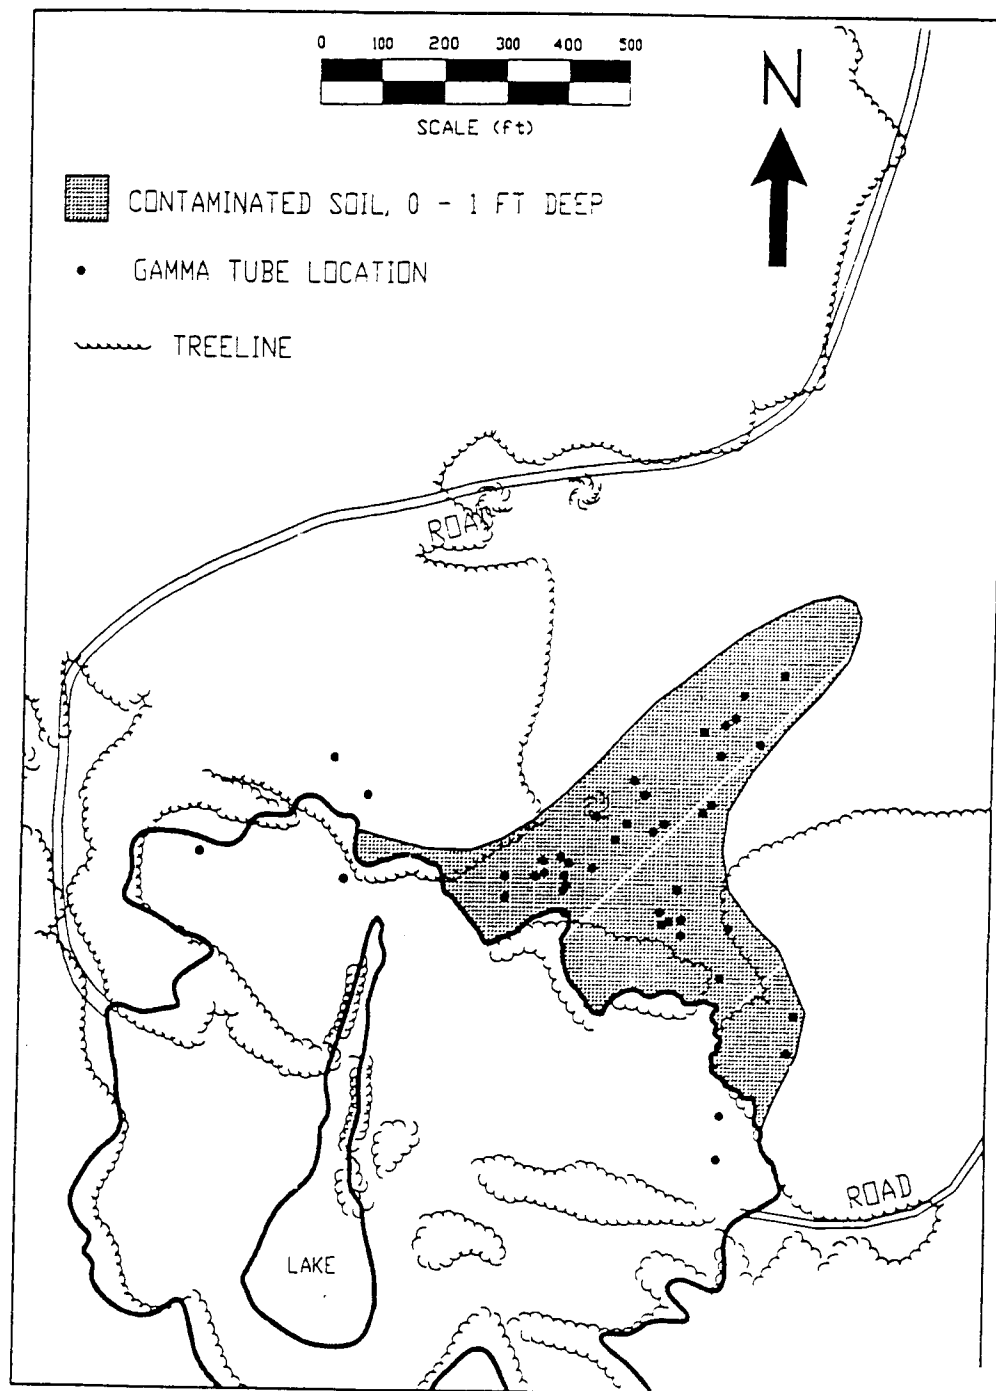 0 100 200 300 400 500
SCALE (ft)
N
CONTAMINATED SOIL, 0 - 1 FT DEEP
GAMMA TUBE LOCATION
TREELINE
ROAD
ROAD
LAKE